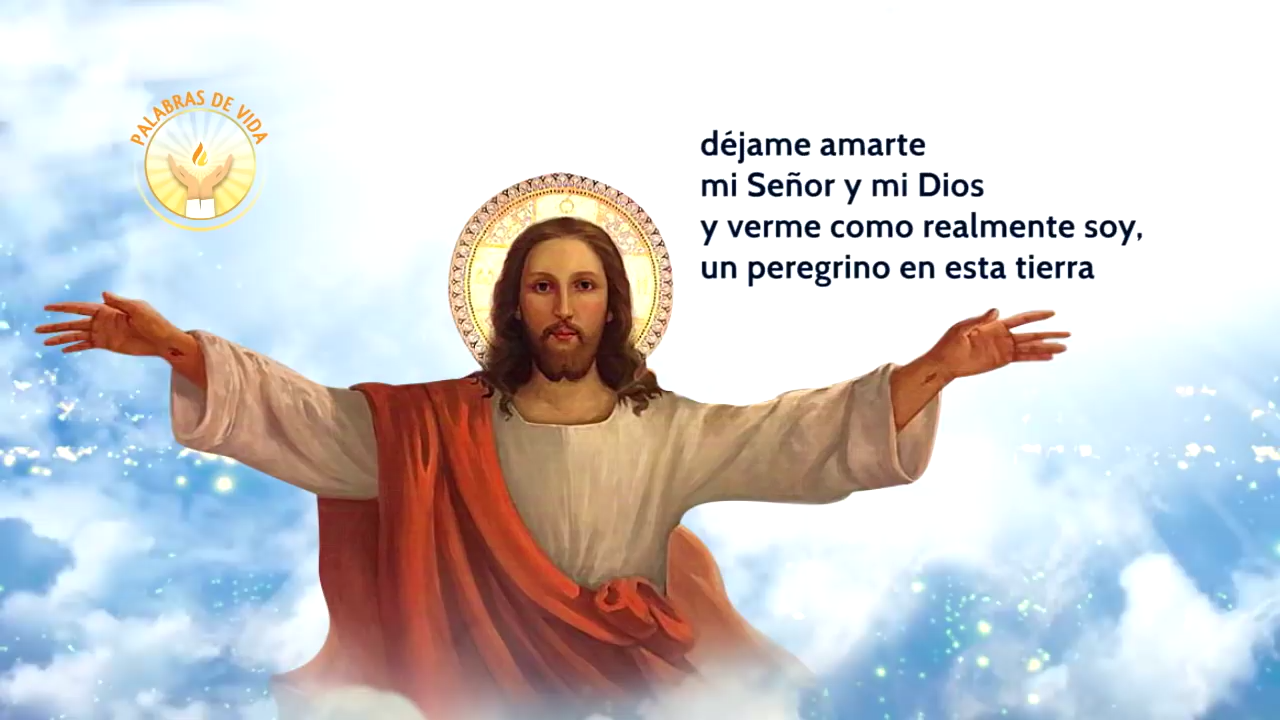 PALABRAS DE VIDA
déjame amarte
mi Señor y mi Dios
y verme como realmente soy,
un peregrino en esta tierra